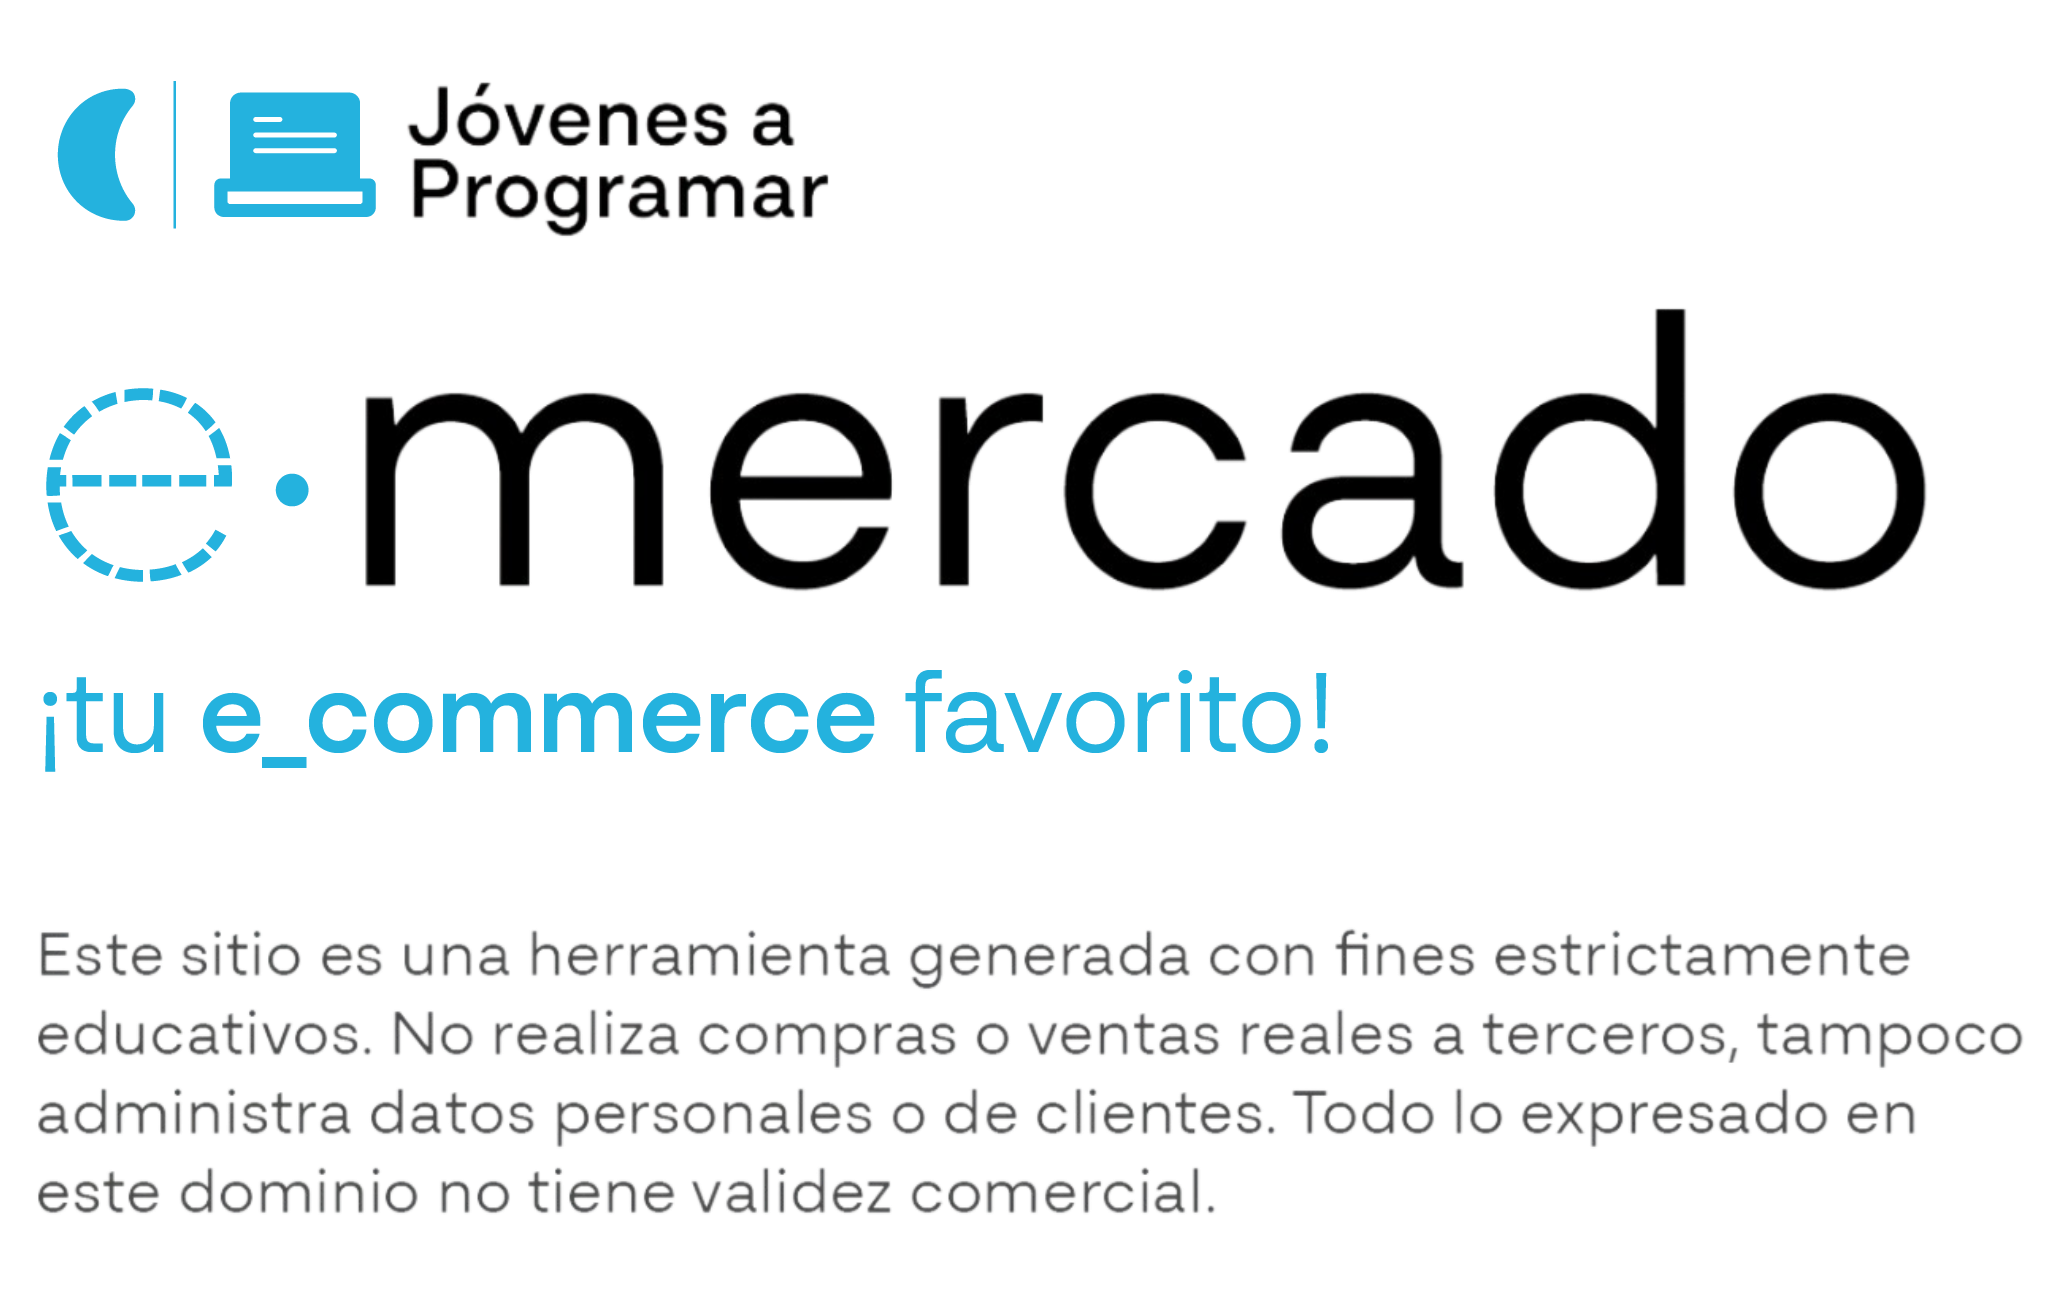 Jóvenes a
Programar
e·mercado
¡tu e_commerce favorito!
Este sitio es una herramienta generada con fines estrictamente
educativos. No realiza compras o ventas reales a terceros, tampoco
administra datos personales o de clientes. Todo lo expresado en
este dominio no tiene validez comercial.